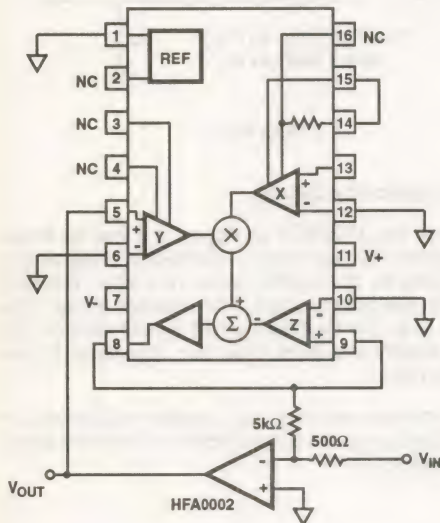 1
REF
16 NC
NC 2
15
NC 3
14
NC 4
13
X
+
-
5
12
+
-
Y
X
6
11 V+
V- 7
+
Σ
-
Z
-
+
10
8
9
5kΩ
500Ω
VIN
-
+
VOUT
HFA0002